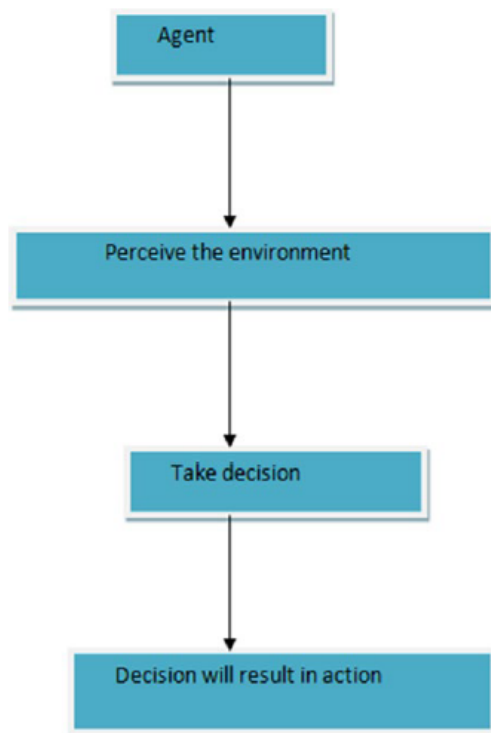 Agent
Perceive the environment
Take decision
Decision will result in action